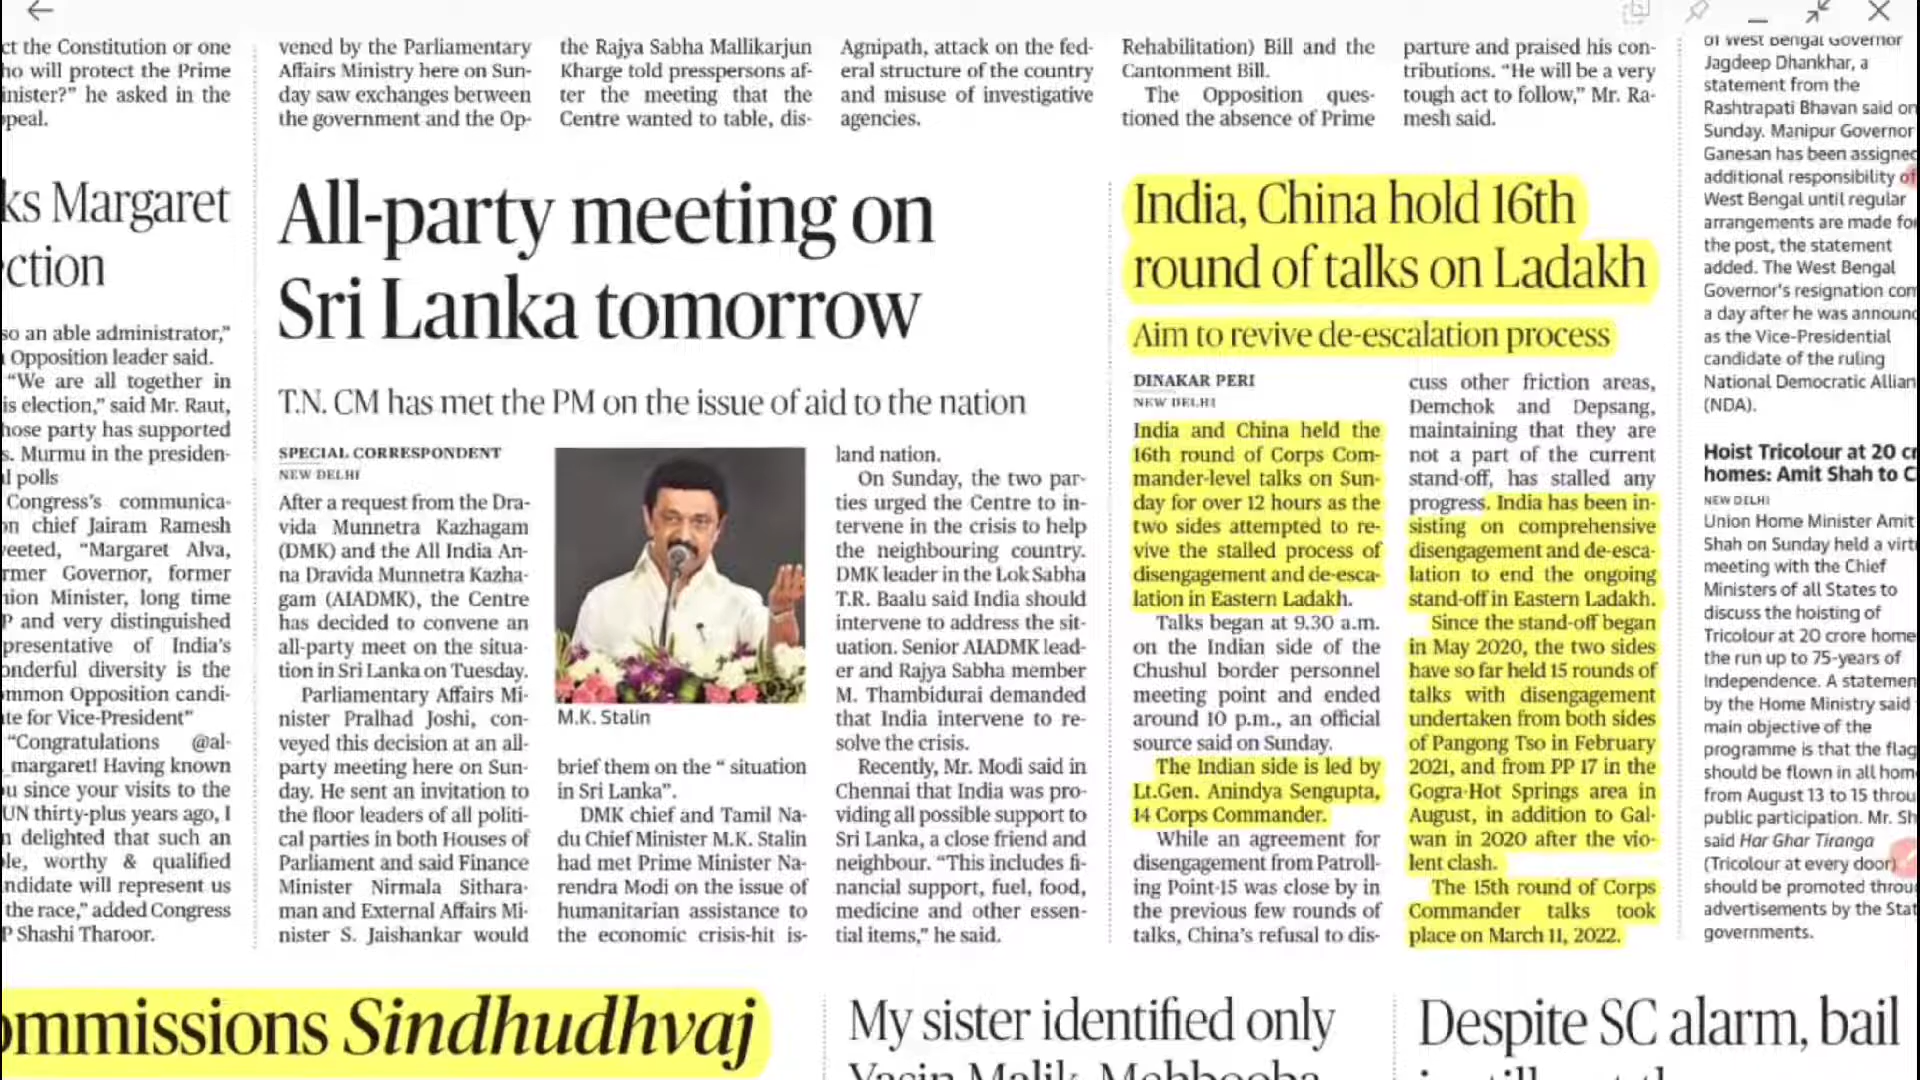 ct the Constitution or one
ho will protect the Prime
inister?” he asked in the
peal.
vened by the Parliamentary
Affairs Ministry here on Sun-
day saw exchanges between
the government and the Op-
the Rajya Sabha Mallikarjun
Kharge told presspersons af-
ter the meeting that the
Centre wanted to table, dis-
Agnipath, attack on the fed-
eral structure of the country
and misuse of investigative
agencies.
Rehabilitation) Bill and the
Cantonment Bill.
The Opposition ques-
tioned the absence of Prime
parture and praised his con-
tributions. “He will be a very
tough act to follow,” Mr. Ra-
mesh said.
ks Margaret
ction
so an able administrator,”
Opposition leader said.
“We are all together in
is election,” said Mr. Raut,
hose party has supported
s. Murmu in the presiden-
l polls
Congress’s communica-
on chief Jairam Ramesh
weeted, “Margaret Alva,
rmer Governor, former
nion Minister, long time
P and very distinguished
presentative of India’s
onderful diversity is the
mmon Opposition candi-
te for Vice-President”
“Congratulations @al-
_margaret! Having known
u since your visits to the
UN thirty-plus years ago, I
n delighted that such an
le, worthy & qualified
ndidate will represent us
the race,” added Congress
P Shashi Tharoor.
All-party meeting on
Sri Lanka tomorrow
T.N. CM has met the PM on the issue of aid to the nation
SPECIAL CORRESPONDENT
NEW DELHI
After a request from the Dra-
vida Munnetra Kazhagam
(DMK) and the All India An-
na Dravida Munnetra Kazha-
gam (AIADMK), the Centre
has decided to convene an
all-party meet on the situa-
tion in Sri Lanka on Tuesday.
Parliamentary Affairs Mi-
nister Pralhad Joshi, con-
veyed this decision at an all-
party meeting here on Sun-
day. He sent an invitation to
the floor leaders of all politi-
cal parties in both Houses of
Parliament and said Finance
Minister Nirmala Sithara-
man and External Affairs Mi-
nister S. Jaishankar would
M.K. Stalin
brief them on the “ situation
in Sri Lanka”.
DMK chief and Tamil Na-
du Chief Minister M.K. Stalin
had met Prime Minister Na-
rendra Modi on the issue of
humanitarian assistance to
the economic crisis-hit is-
land nation.
On Sunday, the two par-
ties urged the Centre to in-
tervene in the crisis to help
the neighbouring country.
DMK leader in the Lok Sabha
T.R. Baalu said India should
intervene to address the sit-
uation. Senior AIADMK lead-
er and Rajya Sabha member
M. Thambidurai demanded
that India intervene to re-
solve the crisis.
Recently, Mr. Modi said in
Chennai that India was pro-
viding all possible support to
Sri Lanka, a close friend and
neighbour. “This includes fi-
nancial support, fuel, food,
medicine and other essen-
tial items,” he said.
India, China hold 16th
round of talks on Ladakh
Aim to revive de-escalation process
DINAKAR PERI
NEW DELHI
India and China held the
16th round of Corps Com-
mander-level talks on Sun-
day for over 12 hours as the
two sides attempted to re-
vive the stalled process of
disengagement and de-esca-
lation in Eastern Ladakh.
Talks began at 9.30 a.m.
on the Indian side of the
Chushul border personnel
meeting point and ended
around 10 p.m., an official
source said on Sunday.
The Indian side is led by
Lt.Gen. Anindya Sengupta,
14 Corps Commander.
While an agreement for
disengagement from Patroll-
ing Point-15 was close by in
the previous few rounds of
talks, China’s refusal to dis-
cuss other friction areas,
Demchok and Depsang,
maintaining that they are
not a part of the current
stand-off, has stalled any
progress. India has been in-
sisting on comprehensive
disengagement and de-esca-
lation to end the ongoing
stand-off in Eastern Ladakh.
Since the stand-off began
in May 2020, the two sides
have so far held 15 rounds of
talks with disengagement
undertaken from both sides
of Pangong Tso in February
2021, and from PP 17 in the
Gogra-Hot Springs area in
August, in addition to Gal-
wan in 2020 after the vio-
lent clash.
The 15th round of Corps
Commander talks took
place on March 11, 2022.
of West Bengal Governor
Jagdeep Dhankhar, a
statement from the
Rashtrapati Bhavan said on
Sunday. Manipur Governor
Ganesan has been assigned
additional responsibility of
West Bengal until regular
arrangements are made for
the post, the statement
added. The West Bengal
Governor’s resignation com
a day after he was announc
as the Vice-Presidential
candidate of the ruling
National Democratic Allian
(NDA).
Hoist Tricolour at 20 cr
homes: Amit Shah to C
NEW DELHI
Union Home Minister Amit
Shah on Sunday held a virt
meeting with the Chief
Ministers of all States to
discuss the hoisting of
Tricolour at 20 crore home
the run up to 75-years of
Independence. A statemen
by the Home Ministry said
main objective of the
programme is that the flag
should be flown in all hom
from August 13 to 15 throu
public participation. Mr. Sh
said Har Ghar Tiranga
(Tricolour at every door)
should be promoted throu
advertisements by the Stat
governments.
ommissions Sindhudhvaj
My sister identified only
Yasin Malik: Mehbooba
Despite SC alarm, bail